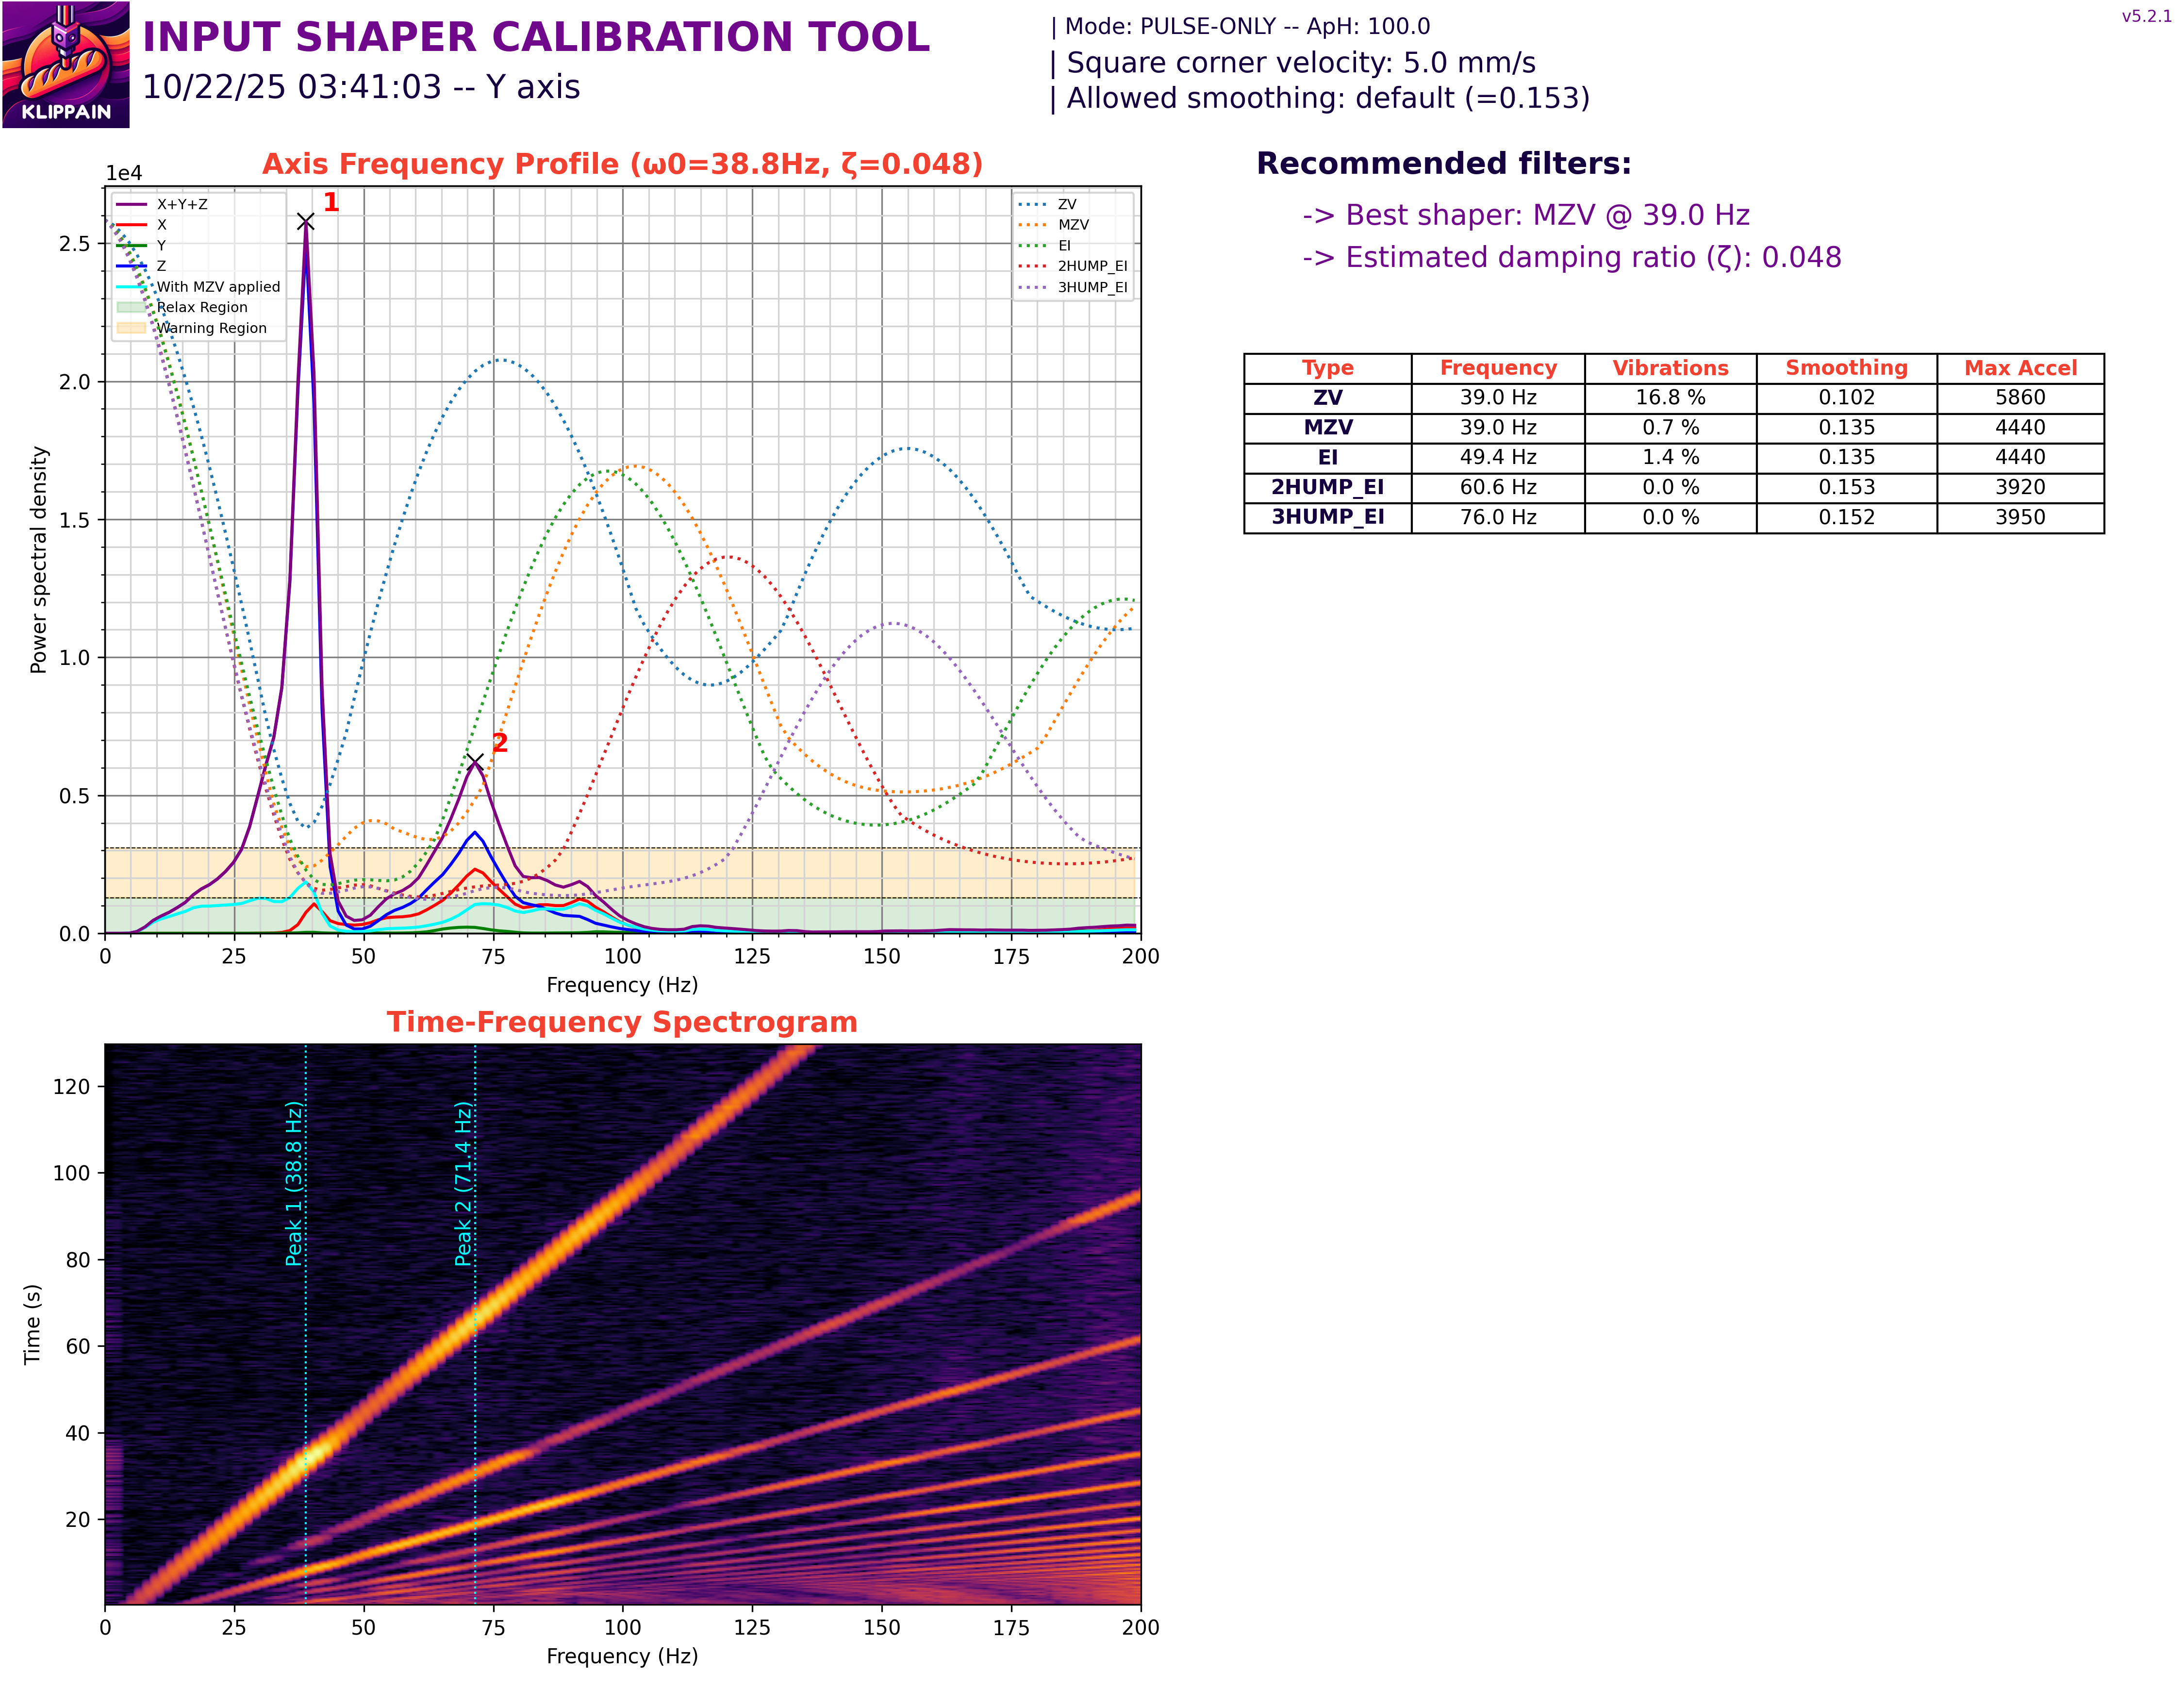 KLIPPAIN
INPUT SHAPER CALIBRATION TOOL
10/22/25 03:41:03 -- Y axis
| Mode: PULSE-ONLY -- ApH: 100.0
| Square corner velocity: 5.0 mm/s
| Allowed smoothing: default (=0.153)
v5.2.1
Axis Frequency Profile (ω0=38.8Hz, ζ=0.048)
1e4
X+Y+Z
X
Y
Z
With MZV applied
Relax Region
Warning Region
ZV
MZV
EI
2HUMP_EI
3HUMP_EI
1
2
Power spectral density
2.5
2.0
1.5
1.0
0.5
0.0
0 25 50 75 100 125 150 175 200
Frequency (Hz)
Recommended filters:
-> Best shaper: MZV @ 39.0 Hz
-> Estimated damping ratio (ζ): 0.048
Type Frequency Vibrations Smoothing Max Accel
ZV 39.0 Hz 16.8 % 0.102 5860
MZV 39.0 Hz 0.7 % 0.135 4440
EI 49.4 Hz 1.4 % 0.135 4440
2HUMP_EI 60.6 Hz 0.0 % 0.153 3920
3HUMP_EI 76.0 Hz 0.0 % 0.152 3950
Time-Frequency Spectrogram
Time (s)
120
100
80
60
40
20
Peak 1 (38.8 Hz)
Peak 2 (71.4 Hz)
0 25 50 75 100 125 150 175 200
Frequency (Hz)